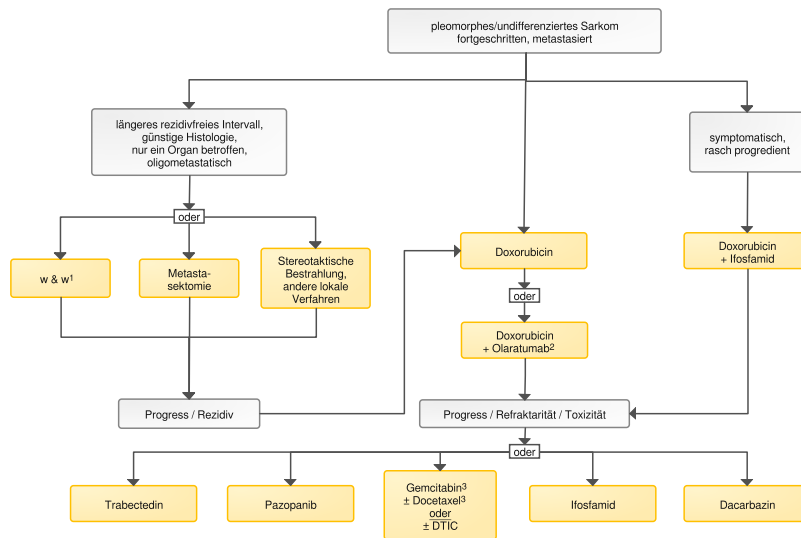 pleomorphes/undifferenziertes Sarkom
fortgeschritten, metastasiert
längeres rezidivfreies Intervall,
günstige Histologie,
nur ein Organ betroffen,
oligometastatisch
symptomatisch,
rasch progredient
oder
w & w¹
Metasta-
sektomie
Stereotaktische
Bestrahlung,
andere lokale
Verfahren
Doxorubicin
Doxorubicin
+ Ifosfamid
oder
Doxorubicin
+ Olaratumab²
Progress / Rezidiv
Progress / Refraktarität / Toxizität
oder
Trabectedin
Pazopanib
Gemcitabin³
± Docetaxel³
oder
± DTIC
Ifosfamid
Dacarbazin